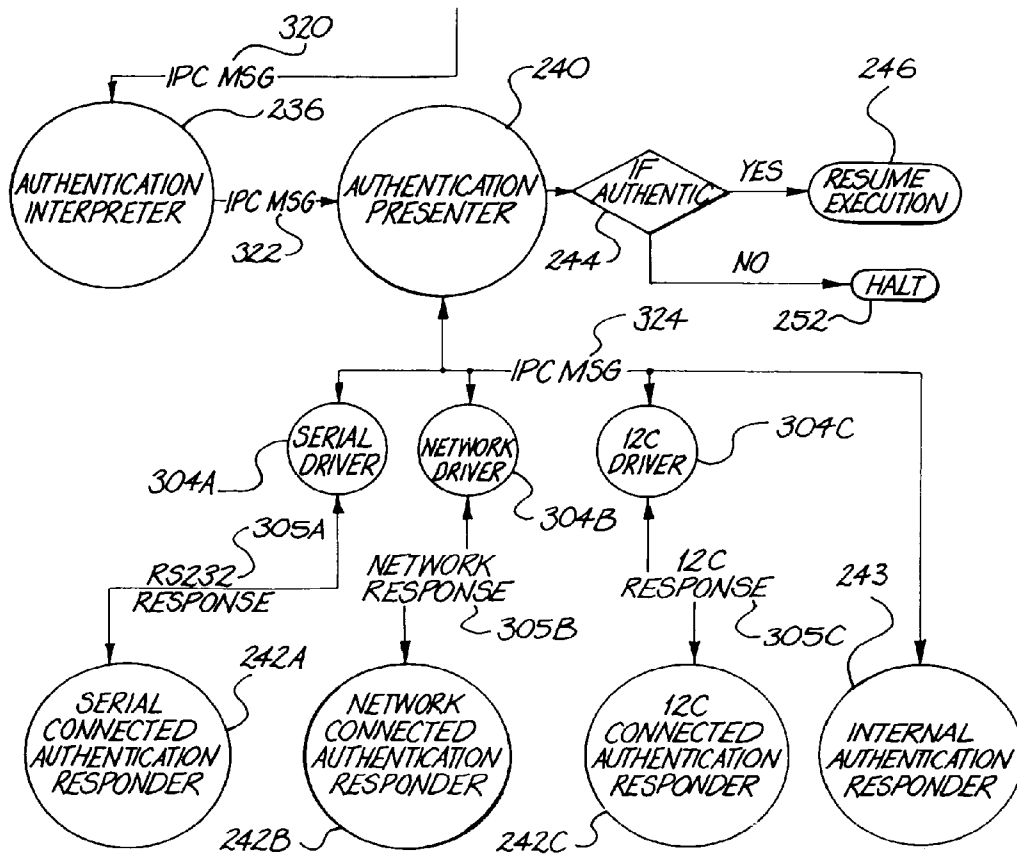 320
IPC MSG
236
240
246
AUTHENTICATION
INTERPRETER
IPC MSG
322
AUTHENTICATION
PRESENTER
IF
AUTHENTIC
244
YES
RESUME
EXECUTION
NO
HALT
252
324
IPC MSG
SERIAL
DRIVER
304A
NETWORK
DRIVER
304B
12C
DRIVER
304C
305A
RS232
RESPONSE
NETWORK
RESPONSE
305B
12C
RESPONSE
305C
243
242A
SERIAL
CONNECTED
AUTHENTICATION
RESPONDER
NETWORK
CONNECTED
AUTHENTICATION
RESPONDER
242B
12C
CONNECTED
AUTHENTICATION
RESPONDER
242C
INTERNAL
AUTHENTICATION
RESPONDER